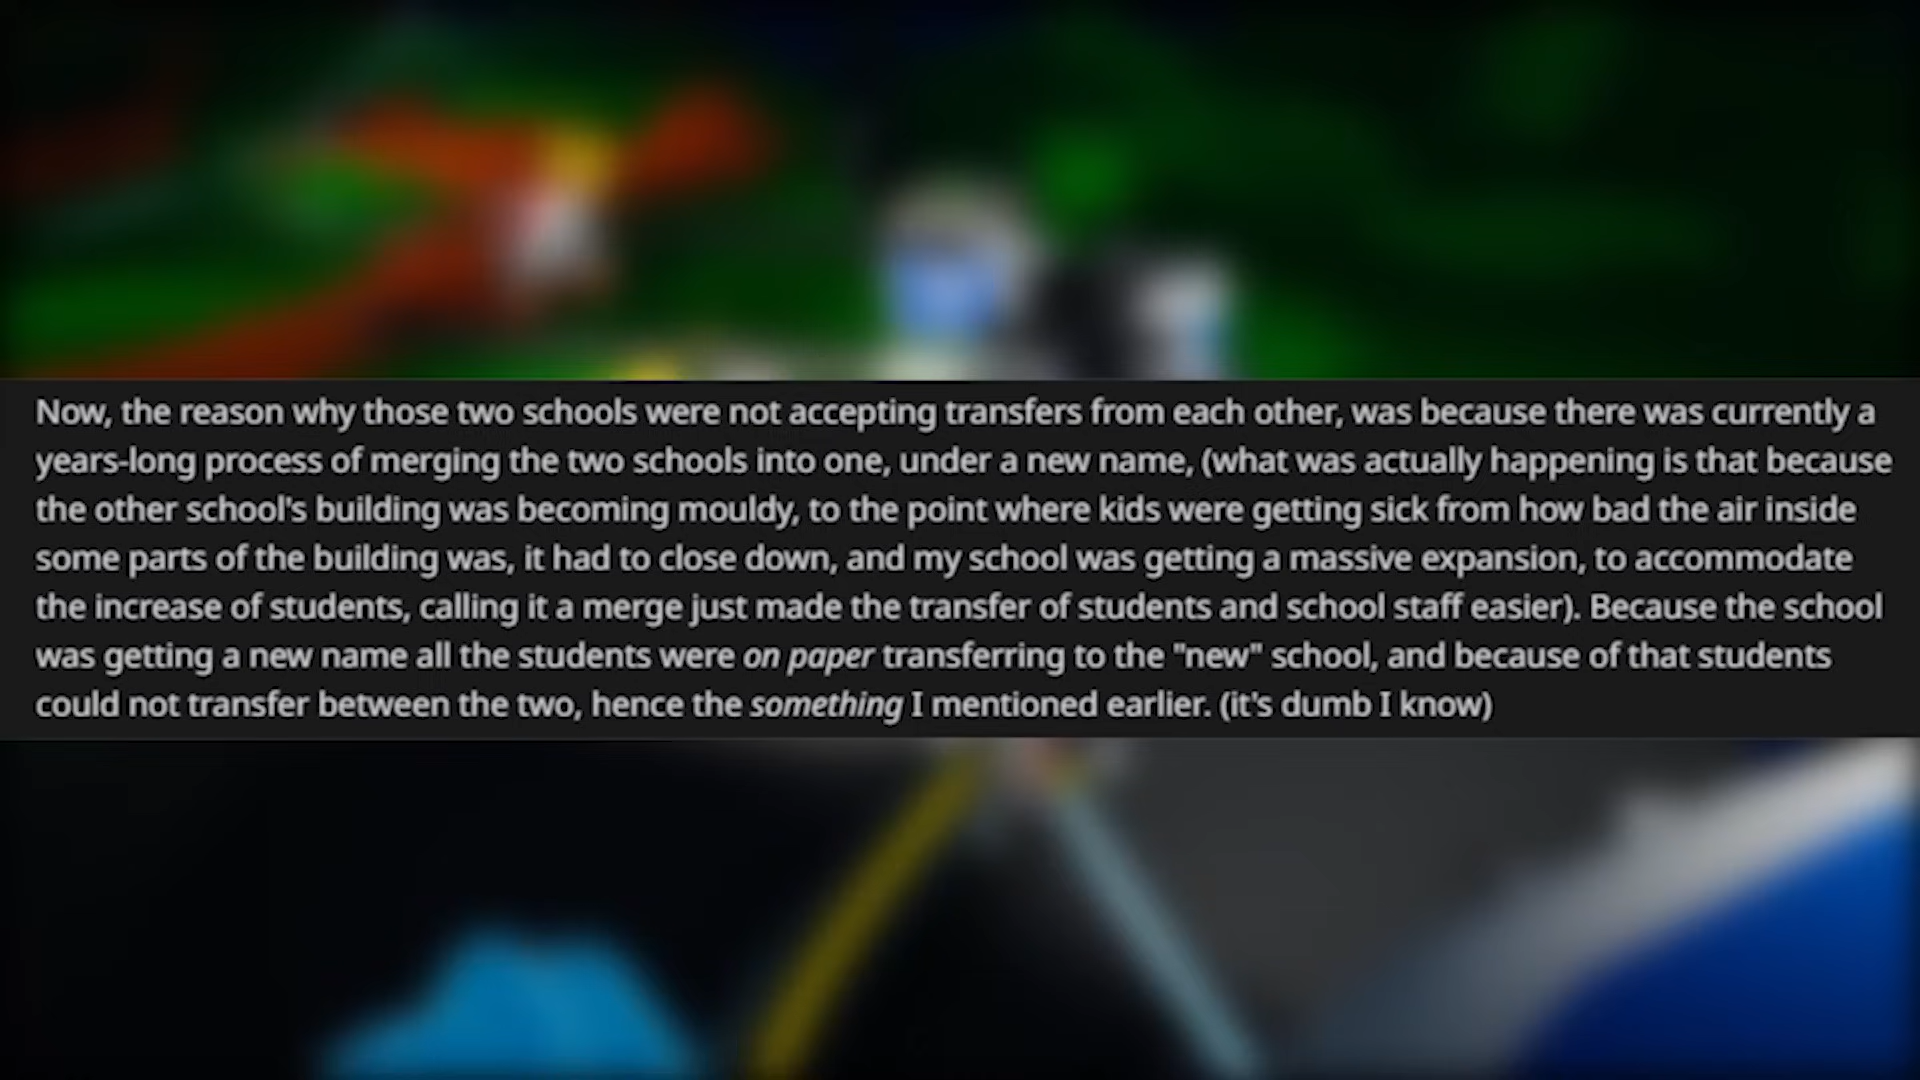 Now, the reason why those two schools were not accepting transfers from each other, was because there was currently a
years-long process of merging the two schools into one, under a new name, (what was actually happening is that because
the other school's building was becoming mouldy, to the point where kids were getting sick from how bad the air inside
some parts of the building was, it had to close down, and my school was getting a massive expansion, to accommodate
the increase of students, calling it a merge just made the transfer of students and school staff easier). Because the school
was getting a new name all the students were on paper transferring to the "new" school, and because of that students
could not transfer between the two, hence the something I mentioned earlier. (it's dumb I know)